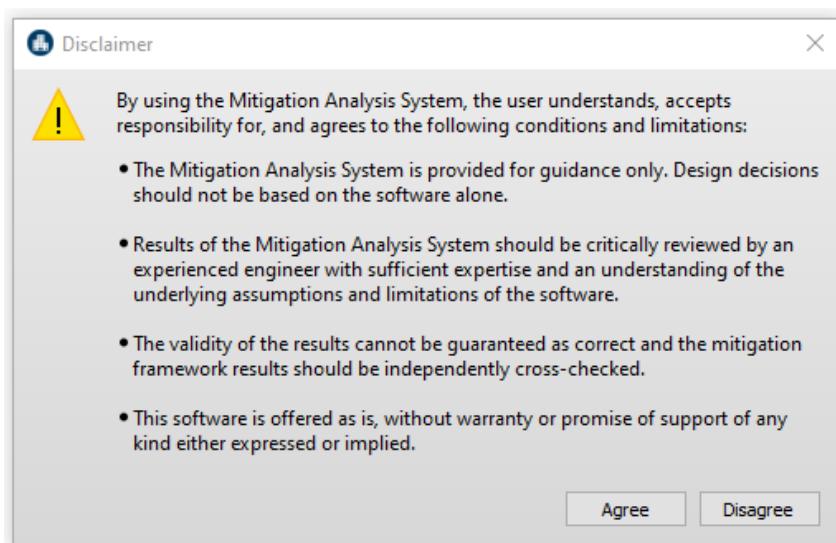 Disclaimer
By using the Mitigation Analysis System, the user understands, accepts
responsibility for, and agrees to the following conditions and limitations:
• The Mitigation Analysis System is provided for guidance only. Design decisions
should not be based on the software alone.
• Results of the Mitigation Analysis System should be critically reviewed by an
experienced engineer with sufficient expertise and an understanding of the
underlying assumptions and limitations of the software.
• The validity of the results cannot be guaranteed as correct and the mitigation
framework results should be independently cross-checked.
• This software is offered as is, without warranty or promise of support of any
kind either expressed or implied.
Agree Disagree